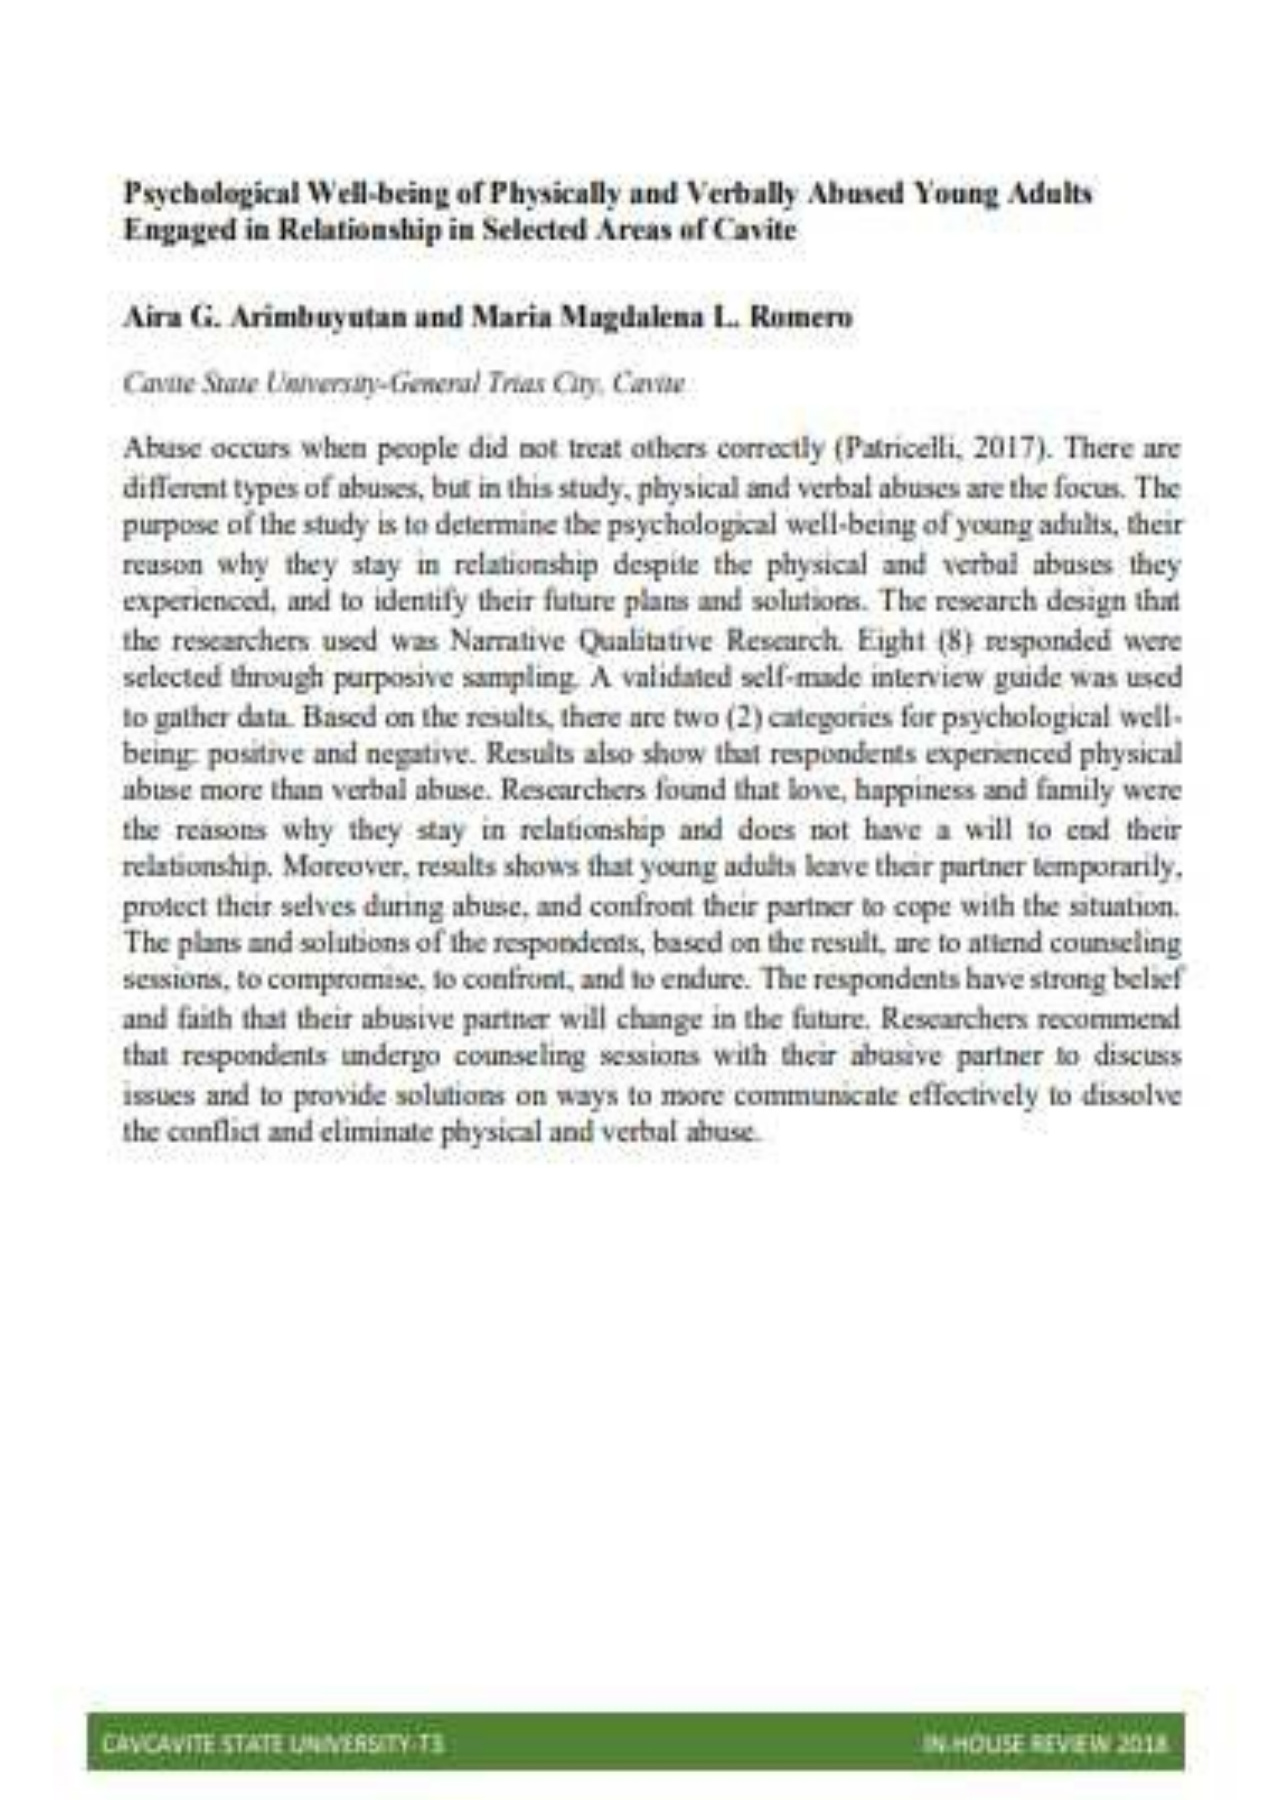 Psychological Well-being of Physically and Verbally Abused Young Adults
Engaged in Relationship in Selected Areas of Cavite
Aira G. Arimbuyutan and Maria Magdalena L. Romero
Cavite State University-General Trias City, Cavite
Abuse occurs when people did not treat others correctly (Patricelli, 2017). There are
different types of abuses, but in this study, physical and verbal abuses are the focus. The
purpose of the study is to determine the psychological well-being of young adults, their
reason why they stay in relationship despite the physical and verbal abuses they
experienced, and to identify their future plans and solutions. The research design that
the researchers used was Narrative Qualitative Research. Eight (8) responded were
selected through purposive sampling. A validated self-made interview guide was used
to gather data. Based on the results, there are two (2) categories for psychological well-
being: positive and negative. Results also show that respondents experienced physical
abuse more than verbal abuse. Researchers found that love, happiness and family were
the reasons why they stay in relationship and does not have a will to end their
relationship. Moreover, results shows that young adults leave their partner temporarily,
protect their selves during abuse, and confront their partner to cope with the situation.
The plans and solutions of the respondents, based on the result, are to attend counseling
sessions, to compromise, to confront, and to endure. The respondents have strong belief
and faith that their abusive partner will change in the future. Researchers recommend
that respondents undergo counseling sessions with their abusive partner to discuss
issues and to provide solutions on ways to more communicate effectively to dissolve
the conflict and eliminate physical and verbal abuse.
CAVCAVITE STATE UNIVERSITY-T3 IN-HOUSE REVIEW 2018